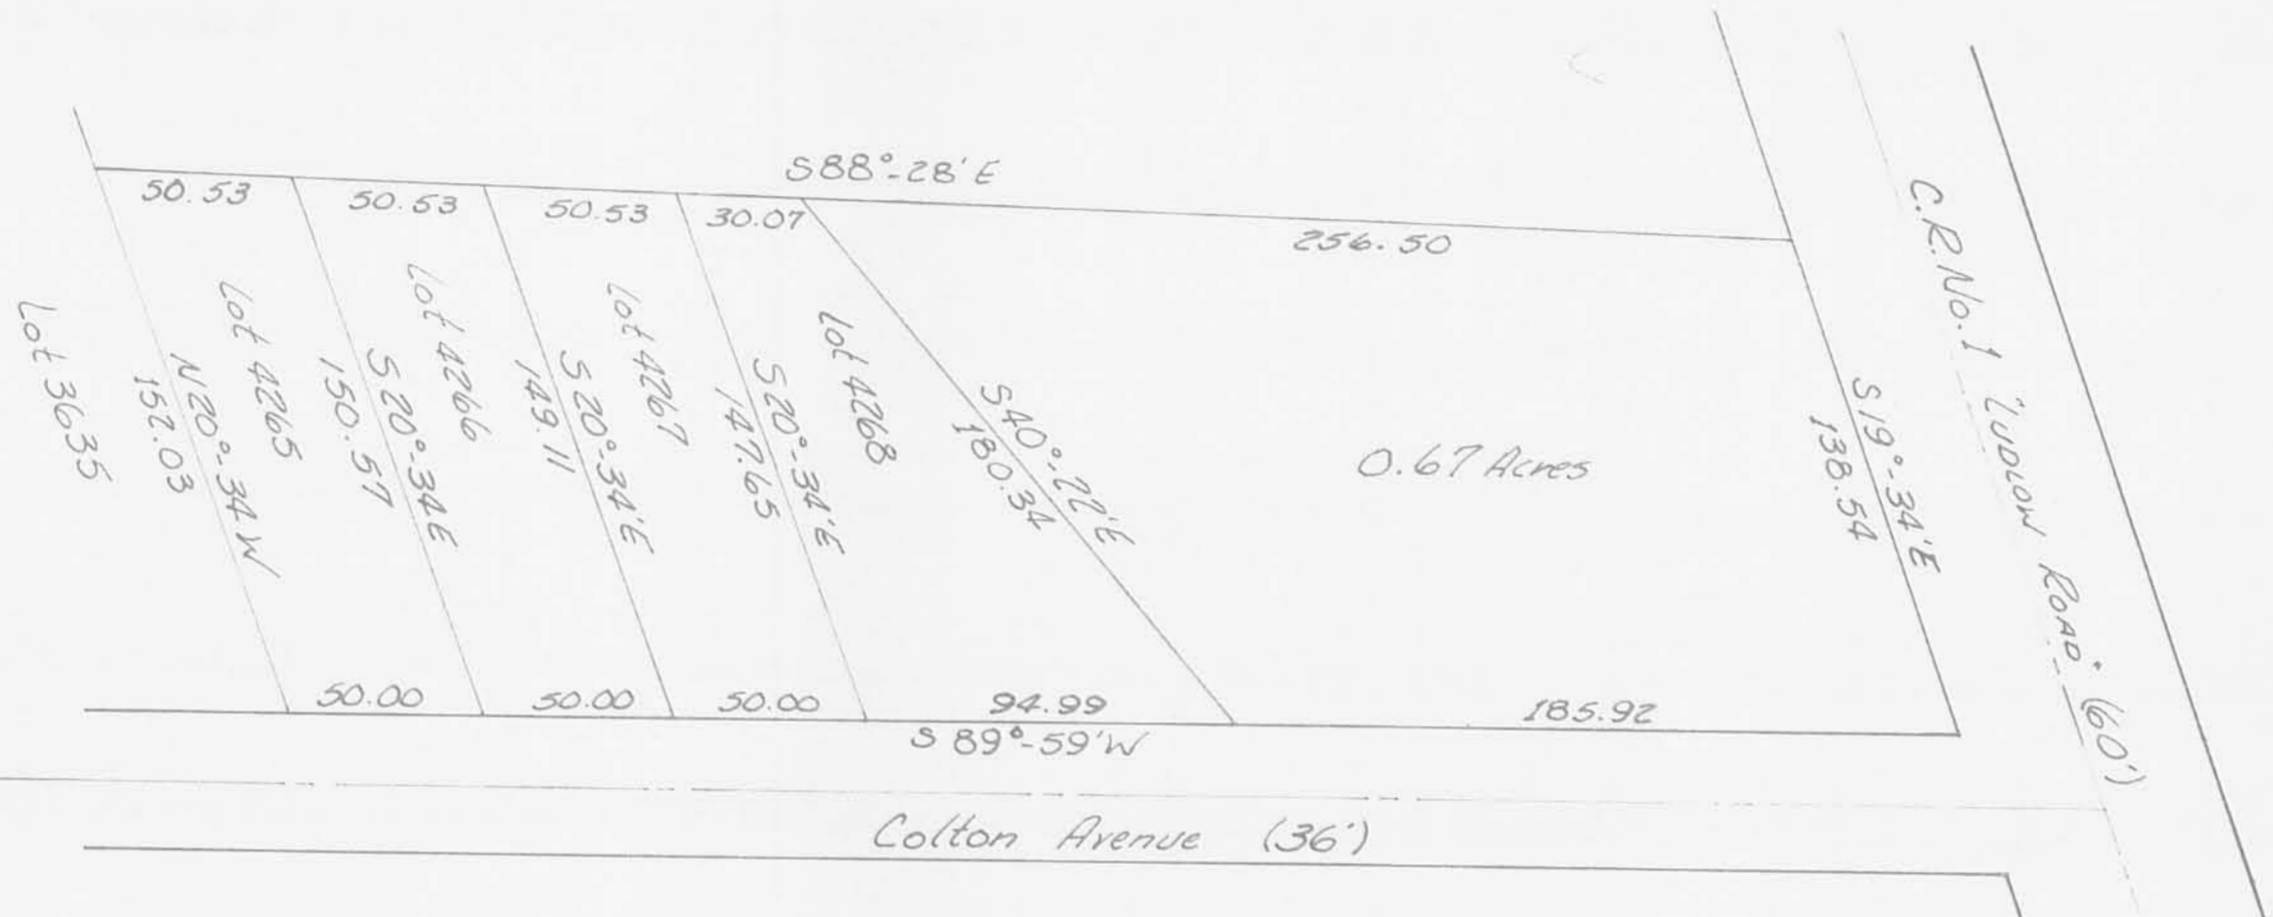 S88°-28'E
50.53
50.53
50.53
30.07
256.50
Lot 3635
N20°-34W
152.03
Lot 4265
S20°-34E
150.57
Lot 4266
S20°-34'E
149.11
Lot 4267
S20°-34'E
147.65
Lot 4268
S40°-22'E
180.34
0.67 Acres
S19°-34'E
138.54
C.R.No.1 "LUDLOW ROAD" (60')
50.00
50.00
50.00
94.99
185.92
S89°-59'W
Colton Avenue (36')